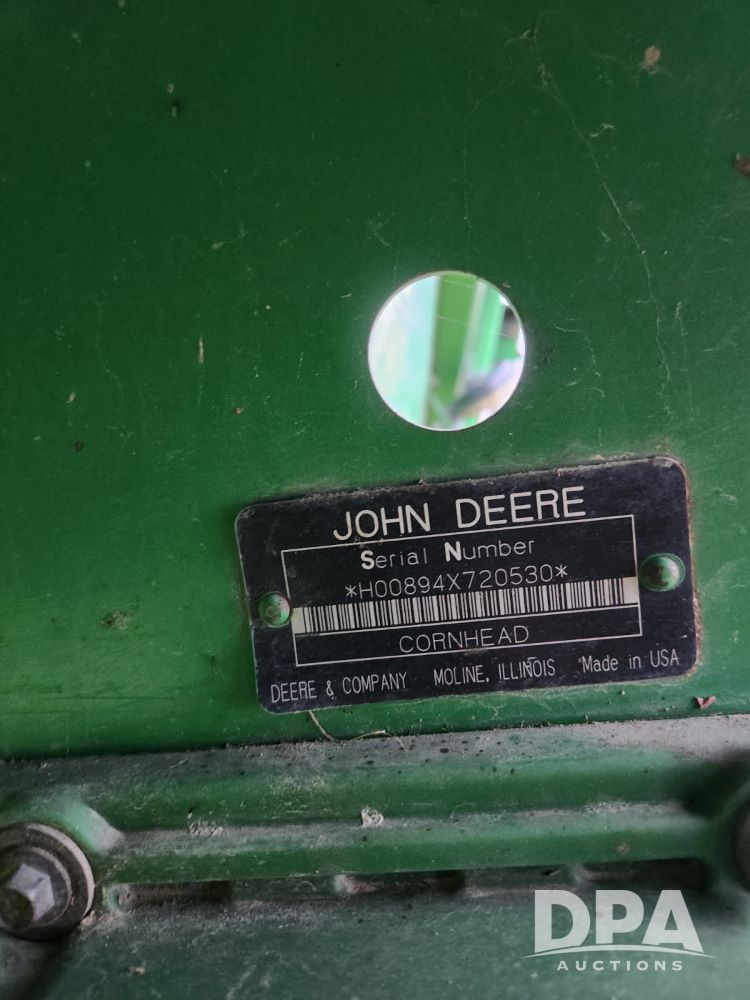 JOHN DEERE
Serial Number
*H00894X720530*
CORNHEAD
DEERE & COMPANY MOLINE, ILLINOIS Made in USA
DPA
AUCTIONS